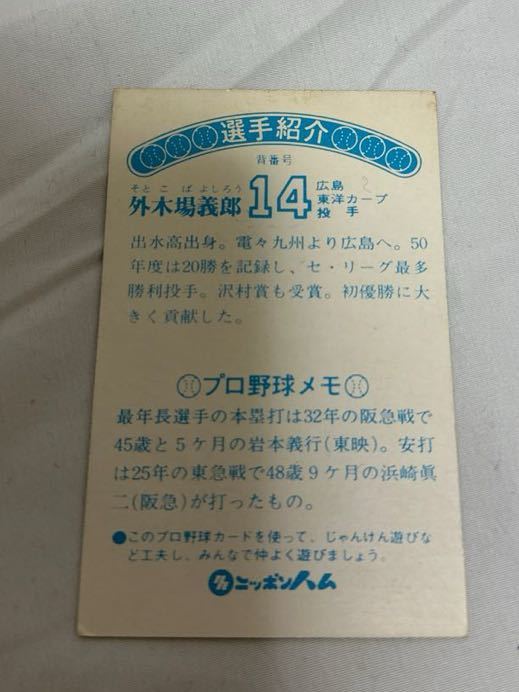 選手紹介
背番号
そとこばよしろう
外木場義郎 14 広島東洋カープ投手
出水高出身。電々九州より広島へ。50
年度は20勝を記録し、セ・リーグ最多
勝利投手。沢村賞も受賞。初優勝に大
きく貢献した。
プロ野球メモ
最年長選手の本塁打は32年の阪急戦で
45歳と5ケ月の岩本義行(東映)。安打
は25年の東急戦で48歳9ケ月の浜崎眞
二(阪急)が打ったもの。
●このプロ野球カードを使って、じゃんけん遊びな
ど工夫し、みんなで仲よく遊びましょう。
ニッポンハム